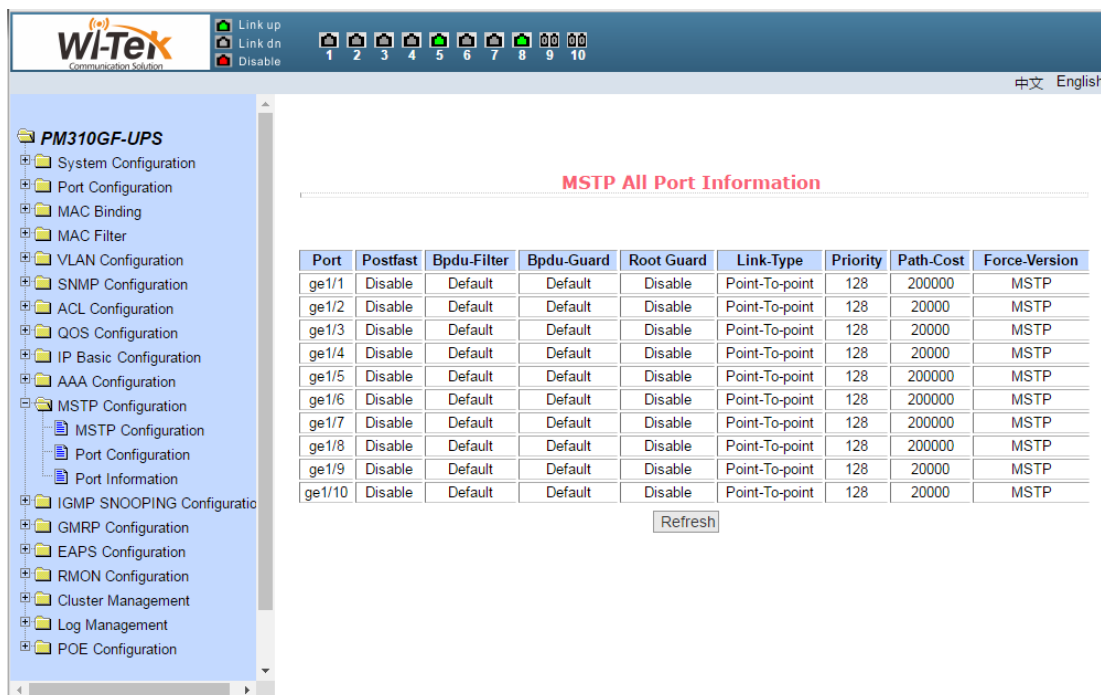 Wi-Tek
Communication Solution
Link up
Link dn
Disable
1 2 3 4 5 6 7 8 9 10
中文 English
PM310GF-UPS
System Configuration
Port Configuration
MAC Binding
MAC Filter
VLAN Configuration
SNMP Configuration
ACL Configuration
QOS Configuration
IP Basic Configuration
AAA Configuration
MSTP Configuration
MSTP Configuration
Port Configuration
Port Information
IGMP SNOOPING Configuratio
GMRP Configuration
EAPS Configuration
RMON Configuration
Cluster Management
Log Management
POE Configuration
MSTP All Port Information
Port Postfast Bpdu-Filter Bpdu-Guard Root Guard Link-Type Priority Path-Cost Force-Version
ge1/1 Disable Default Default Disable Point-To-point 128 200000 MSTP
ge1/2 Disable Default Default Disable Point-To-point 128 20000 MSTP
ge1/3 Disable Default Default Disable Point-To-point 128 20000 MSTP
ge1/4 Disable Default Default Disable Point-To-point 128 20000 MSTP
ge1/5 Disable Default Default Disable Point-To-point 128 200000 MSTP
ge1/6 Disable Default Default Disable Point-To-point 128 200000 MSTP
ge1/7 Disable Default Default Disable Point-To-point 128 200000 MSTP
ge1/8 Disable Default Default Disable Point-To-point 128 200000 MSTP
ge1/9 Disable Default Default Disable Point-To-point 128 20000 MSTP
ge1/10 Disable Default Default Disable Point-To-point 128 20000 MSTP
Refresh